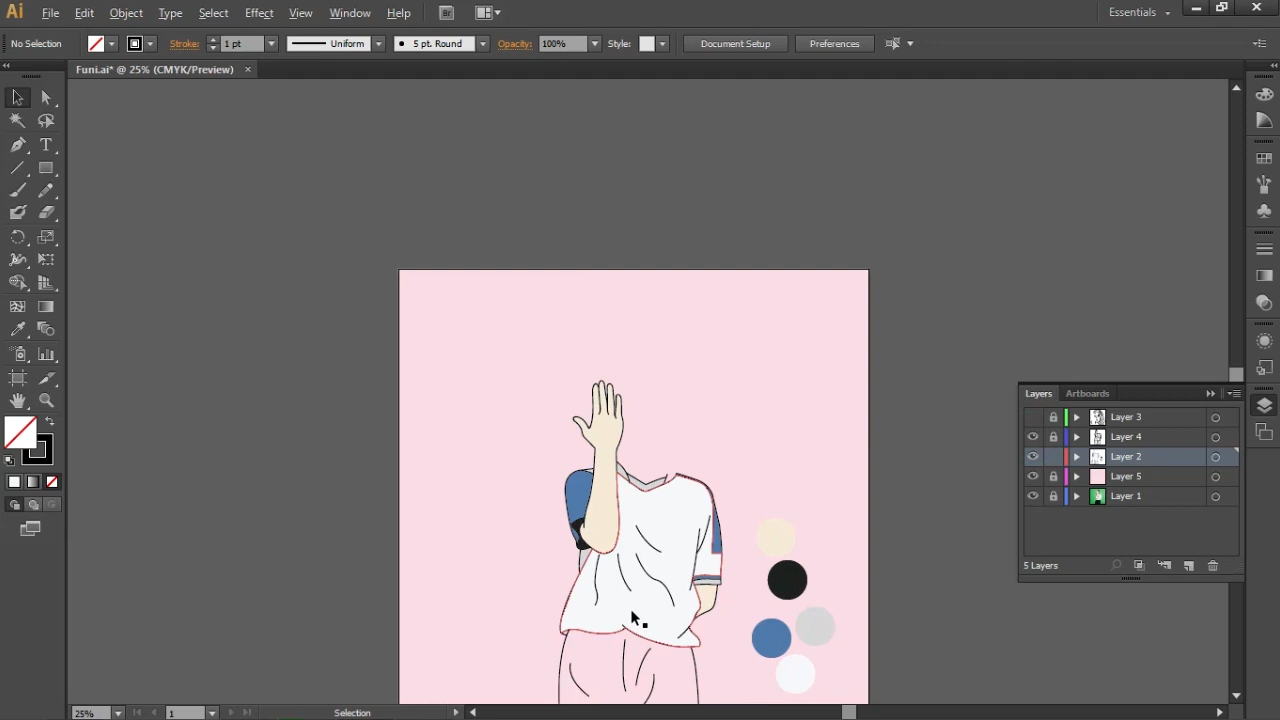 Ai File Edit Object Type Select Effect View Window Help Br Essentials
No Selection Stroke: 1 pt Uniform 5 pt. Round Opacity: 100% Style: Document Setup Preferences
Funi.ai* @ 25% (CMYK/Preview)
Layers Artboards
Layer 3
Layer 4
Layer 2
Layer 5
Layer 1
5 Layers
25% 1 Selection